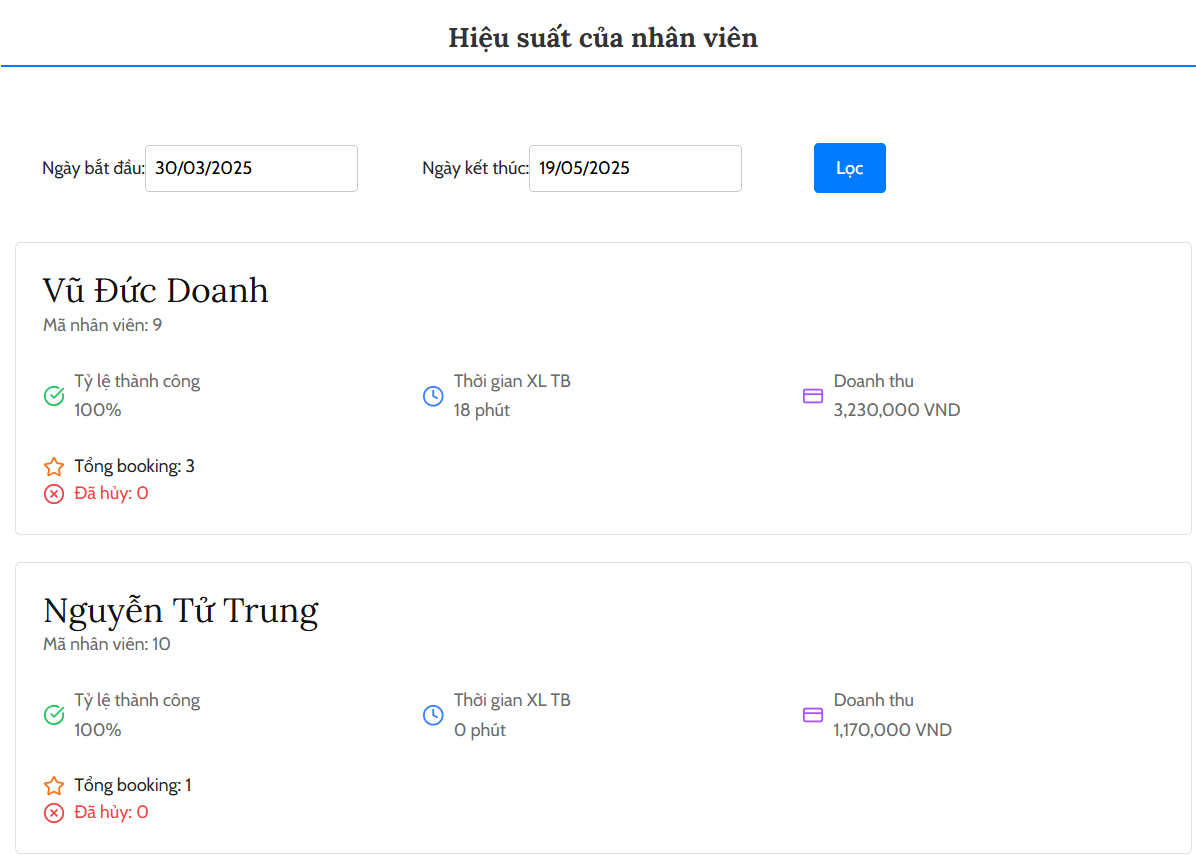 Hiệu suất của nhân viên
Ngày bắt đầu: 30/03/2025 Ngày kết thúc: 19/05/2025 Lọc
Vũ Đức Doanh
Mã nhân viên: 9
Tỷ lệ thành công
100%
Thời gian XL TB
18 phút
Doanh thu
3,230,000 VND
Tổng booking: 3
Đã hủy: 0
Nguyễn Tử Trung
Mã nhân viên: 10
Tỷ lệ thành công
100%
Thời gian XL TB
0 phút
Doanh thu
1,170,000 VND
Tổng booking: 1
Đã hủy: 0